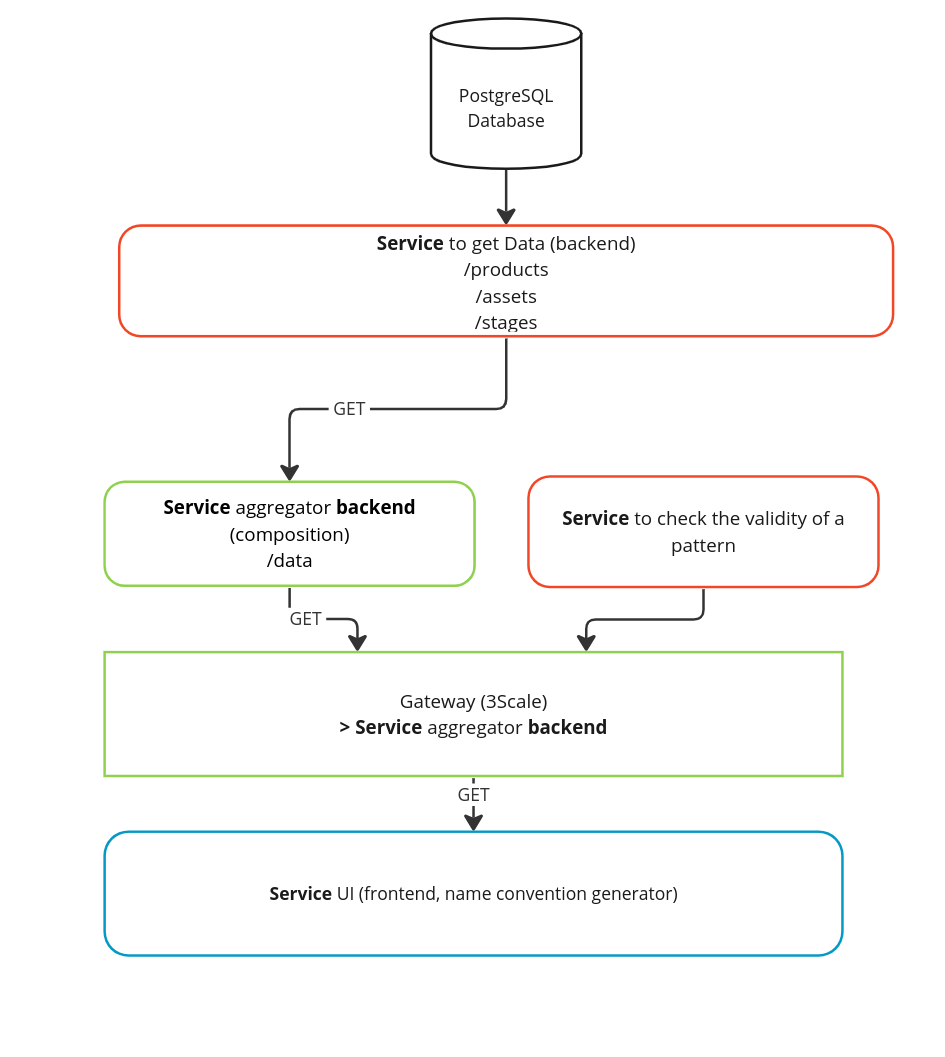 PostgreSQL
Database
Service to get Data (backend)
/products
/assets
/stages
GET
Service aggregator backend
(composition)
/data
Service to check the validity of a
pattern
GET
Gateway (3Scale)
> Service aggregator backend
GET
Service UI (frontend, name convention generator)